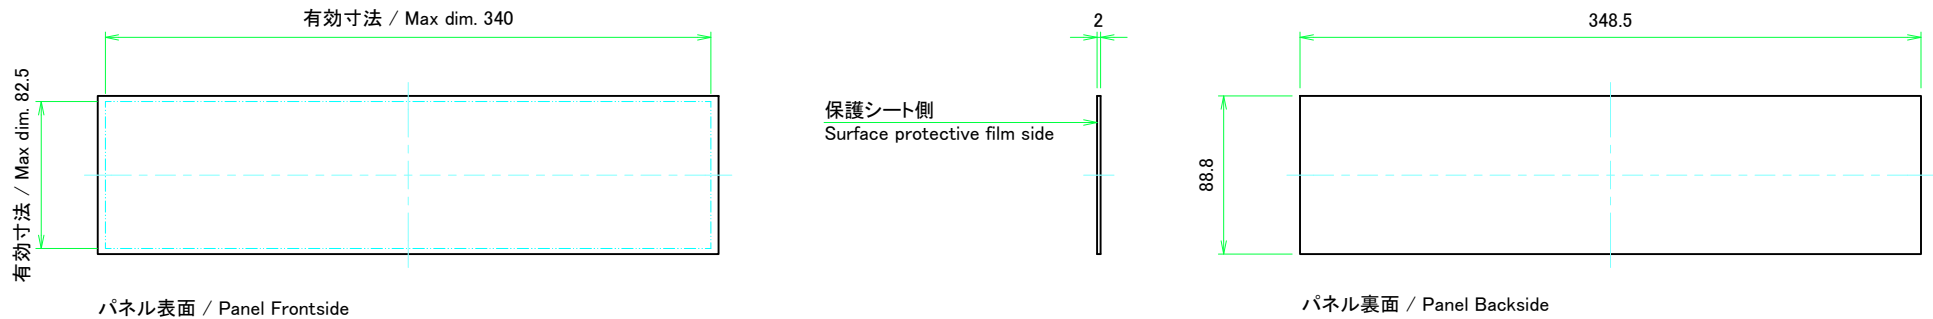 有効寸法 / Max dim. 340
有効寸法 / Max dim. 82.5
パネル表面 / Panel Frontside
2
保護シート側
Surface protective film side
348.5
88.8
パネル裏面 / Panel Backside